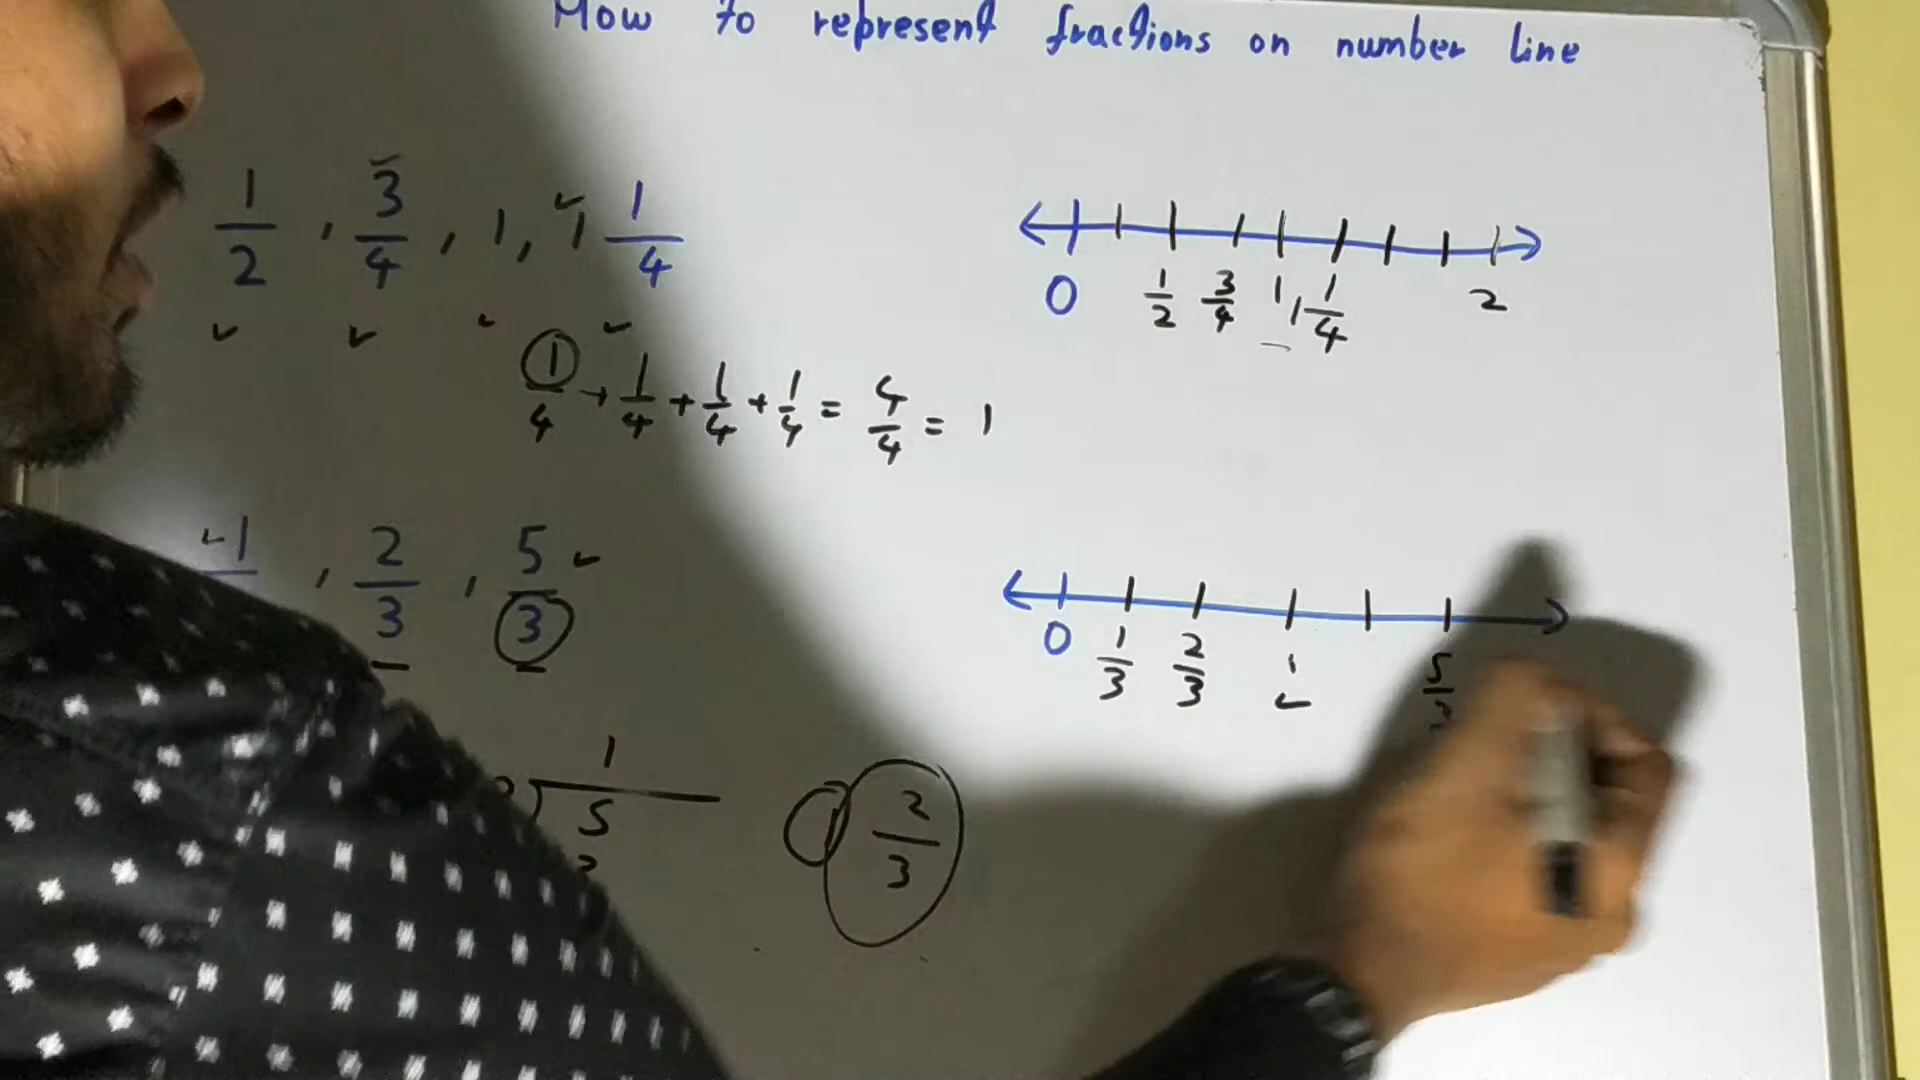 How to represent fractions on number line
1/2 , 3/4 , 1, 1 1/4
0 1/2 3/4 1 1 1/4 2
1/4 + 1/4 + 1/4 + 1/4 = 4/4 = 1
1 , 2/3 , 5/3
0 1/3 2/3 1 5/3
1
5
1 2/3